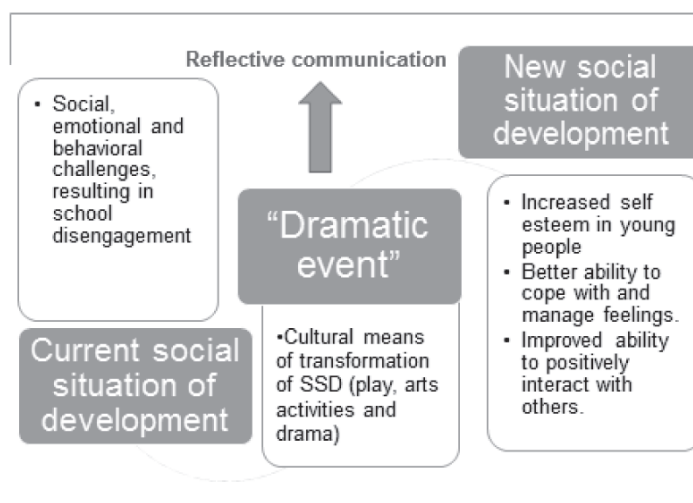 Reflective communication
• Social,
emotional and
behavioral
challenges,
resulting in
school
disengagement
Current social
situation of
development
“Dramatic
event”
•Cultural means
of transformation
of SSD (play, arts
activities and
drama)
New social
situation of
development
• Increased self
esteem in young
people
• Better ability to
cope with and
manage feelings.
• Improved ability
to positively
interact with
others.